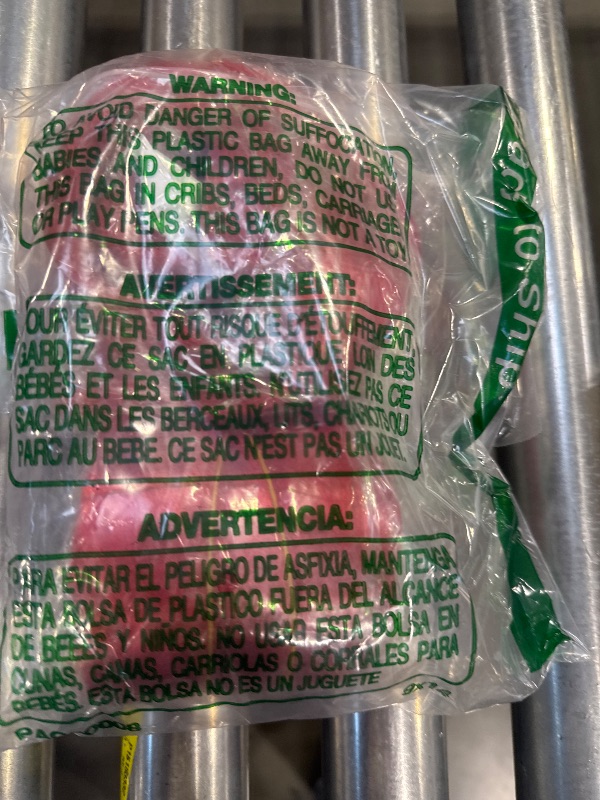 WARNING:
TO AVOID DANGER OF SUFFOCATION,
KEEP THIS PLASTIC BAG AWAY FROM
BABIES AND CHILDREN. DO NOT USE
THIS BAG IN CRIBS, BEDS, CARRIAGES
OR PLAY PENS. THIS BAG IS NOT A TOY
AVERTISSEMENT:
POUR ÉVITER TOUT RISQUE D'ÉTOUFFEMENT,
GARDEZ CE SAC EN PLASTIQUE LOIN DES
BÉBÉS ET LES ENFANTS. N'UTILISEZ PAS CE
SAC DANS LES BERCEAUX, LITS, CHARIOTS OU
PARC AU BEBE. CE SAC N'EST PAS UN JOUET
ADVERTENCIA:
PARA EVITAR EL PELIGRO DE ASFIXIA, MANTENGA
ESTA BOLSA DE PLASTICO FUERA DEL ALCANCE
DE BEBES Y NIÑOS. NO USAR ESTA BOLSA EN
CUNAS, CAMAS, CARRIOLAS O CORRALES PARA
BEBÉS. ESTA BOLSA NO ES UN JUGUETE
to Ship